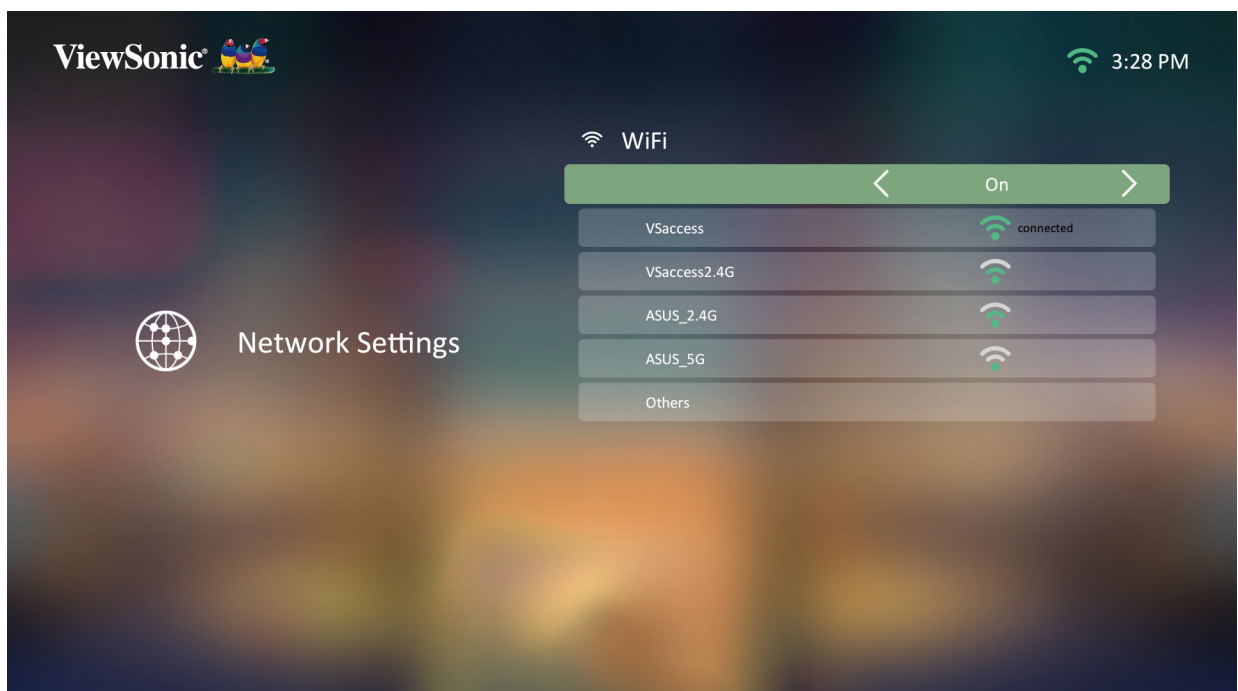 ViewSonic®
3:28 PM
WiFi
On
VSaccess
connected
VSaccess2.4G
ASUS_2.4G
Network Settings
ASUS_5G
Others